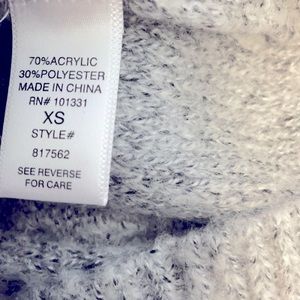 70%ACRYLIC
30%POLYESTER
MADE IN CHINA
RN# 101331
XS
STYLE#
817562
SEE REVERSE
FOR CARE